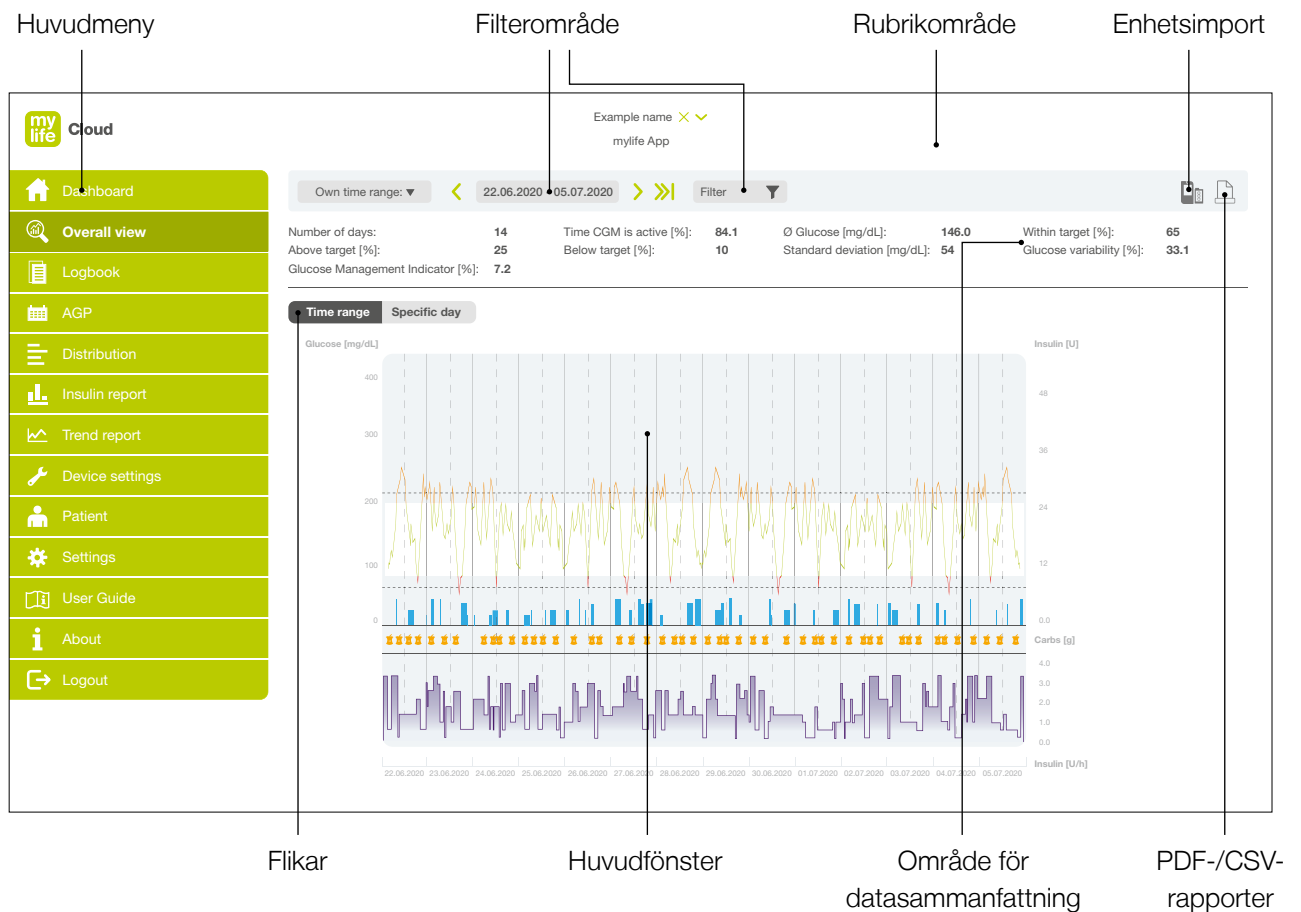 Huvudmeny
Filterområde
Rubrikområde
Enhetsimport
my
life
Cloud
Example name
mylife App
Dashboard
Overall view
Logbook
AGP
Distribution
Insulin report
Trend report
Device settings
Patient
Settings
User Guide
About
Logout
Own time range: 22.06.2020 - 05.07.2020 Filter
Number of days: 14 Time CGM is active [%]: 84.1 Ø Glucose [mg/dL]: 146.0 Within target [%]: 65
Above target [%]: 25 Below target [%]: 10 Standard deviation [mg/dL]: 54 Glucose variability [%]: 33.1
Glucose Management Indicator [%]: 7.2
Time range Specific day
Glucose [mg/dL]
400
300
200
100
0
Insulin [U]
48
36
24
12
0.0
Carbs [g]
4.0
3.0
2.0
1.0
0.0
Insulin [U/h]
22.06.2020 23.06.2020 24.06.2020 25.06.2020 26.06.2020 27.06.2020 28.06.2020 29.06.2020 30.06.2020 01.07.2020 02.07.2020 03.07.2020 04.07.2020 05.07.2020
Flikar
Huvudfönster
Område för
datasammanfattning
PDF-/CSV-
rapporter